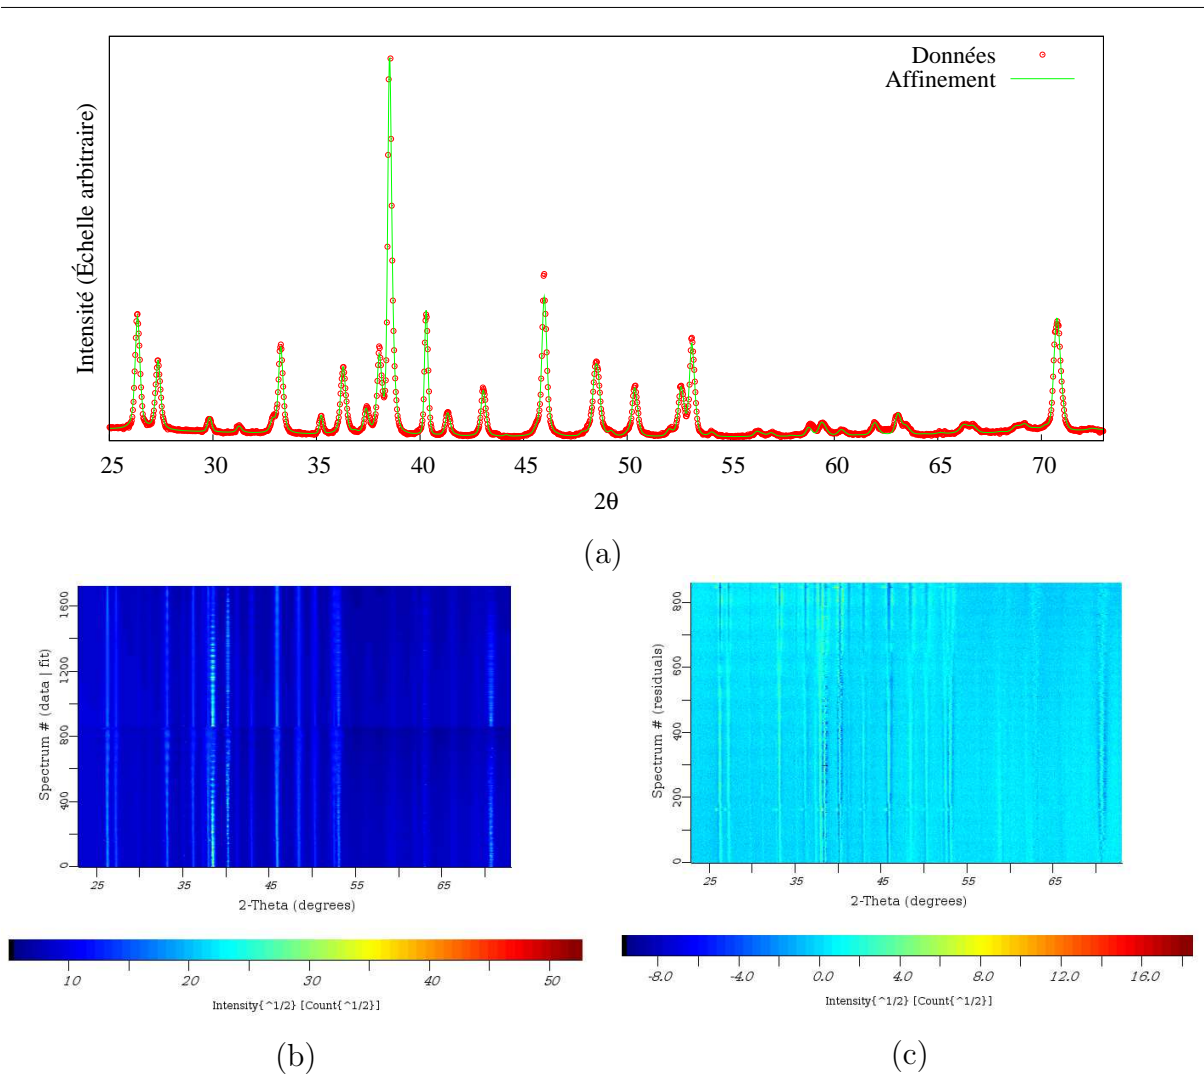 Données
Affinement
Intensité (Échelle arbitraire)
25 30 35 40 45 50 55 60 65 70
2θ
(a)
Spectrum # (data | fit)
1600
1200
800
400
0
25 35 45 55 65
2-Theta (degrees)
10 20 30 40 50
Intensity{^1/2} [Count{^1/2}]
(b)
Spectrum # (residuals)
800
600
400
200
0
25 35 45 55 65
2-Theta (degrees)
-8.0 -4.0 0.0 4.0 8.0 12.0 16.0
Intensity{^1/2} [Count{^1/2}]
(c)